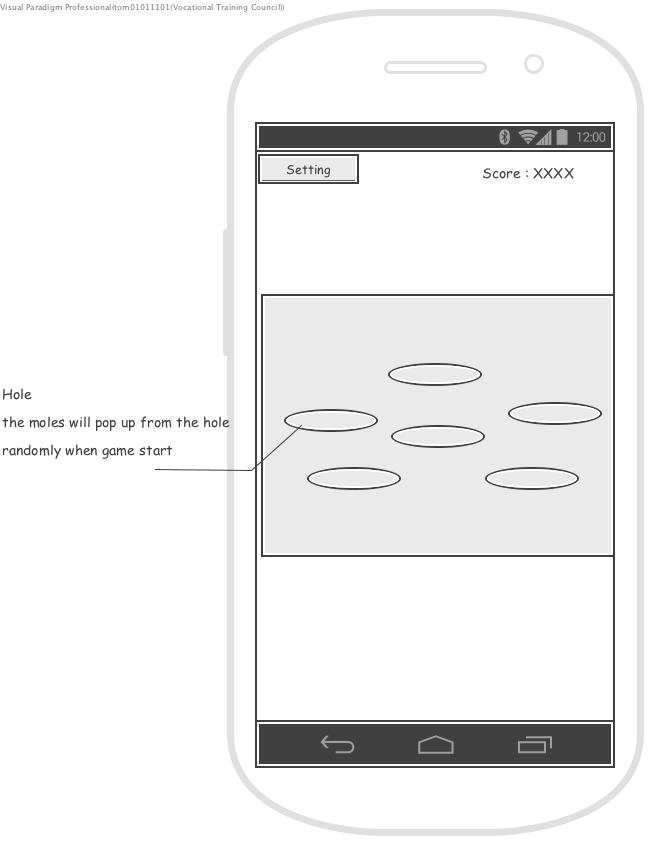 Visual Paradigm Professional(tom01011101(Vocational Training Council))
12:00
Setting
Score : XXXX
Hole
the moles will pop up from the hole
randomly when game start